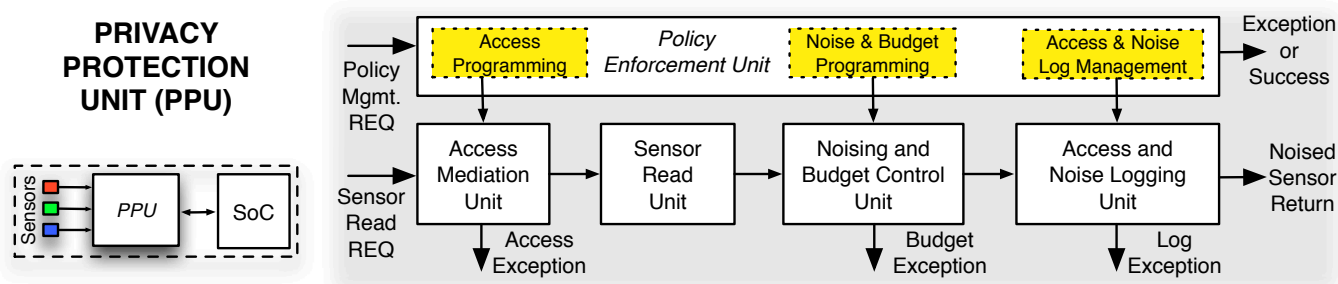 PRIVACY
PROTECTION
UNIT (PPU)
Sensors
PPU
SoC
Policy
Mgmt.
REQ
Access
Programming
Policy
Enforcement Unit
Noise & Budget
Programming
Access & Noise
Log Management
Exception
or
Success
Sensor
Read
REQ
Access
Mediation
Unit
Sensor
Read
Unit
Noising and
Budget Control
Unit
Access and
Noise Logging
Unit
Noised
Sensor
Return
Access
Exception
Budget
Exception
Log
Exception